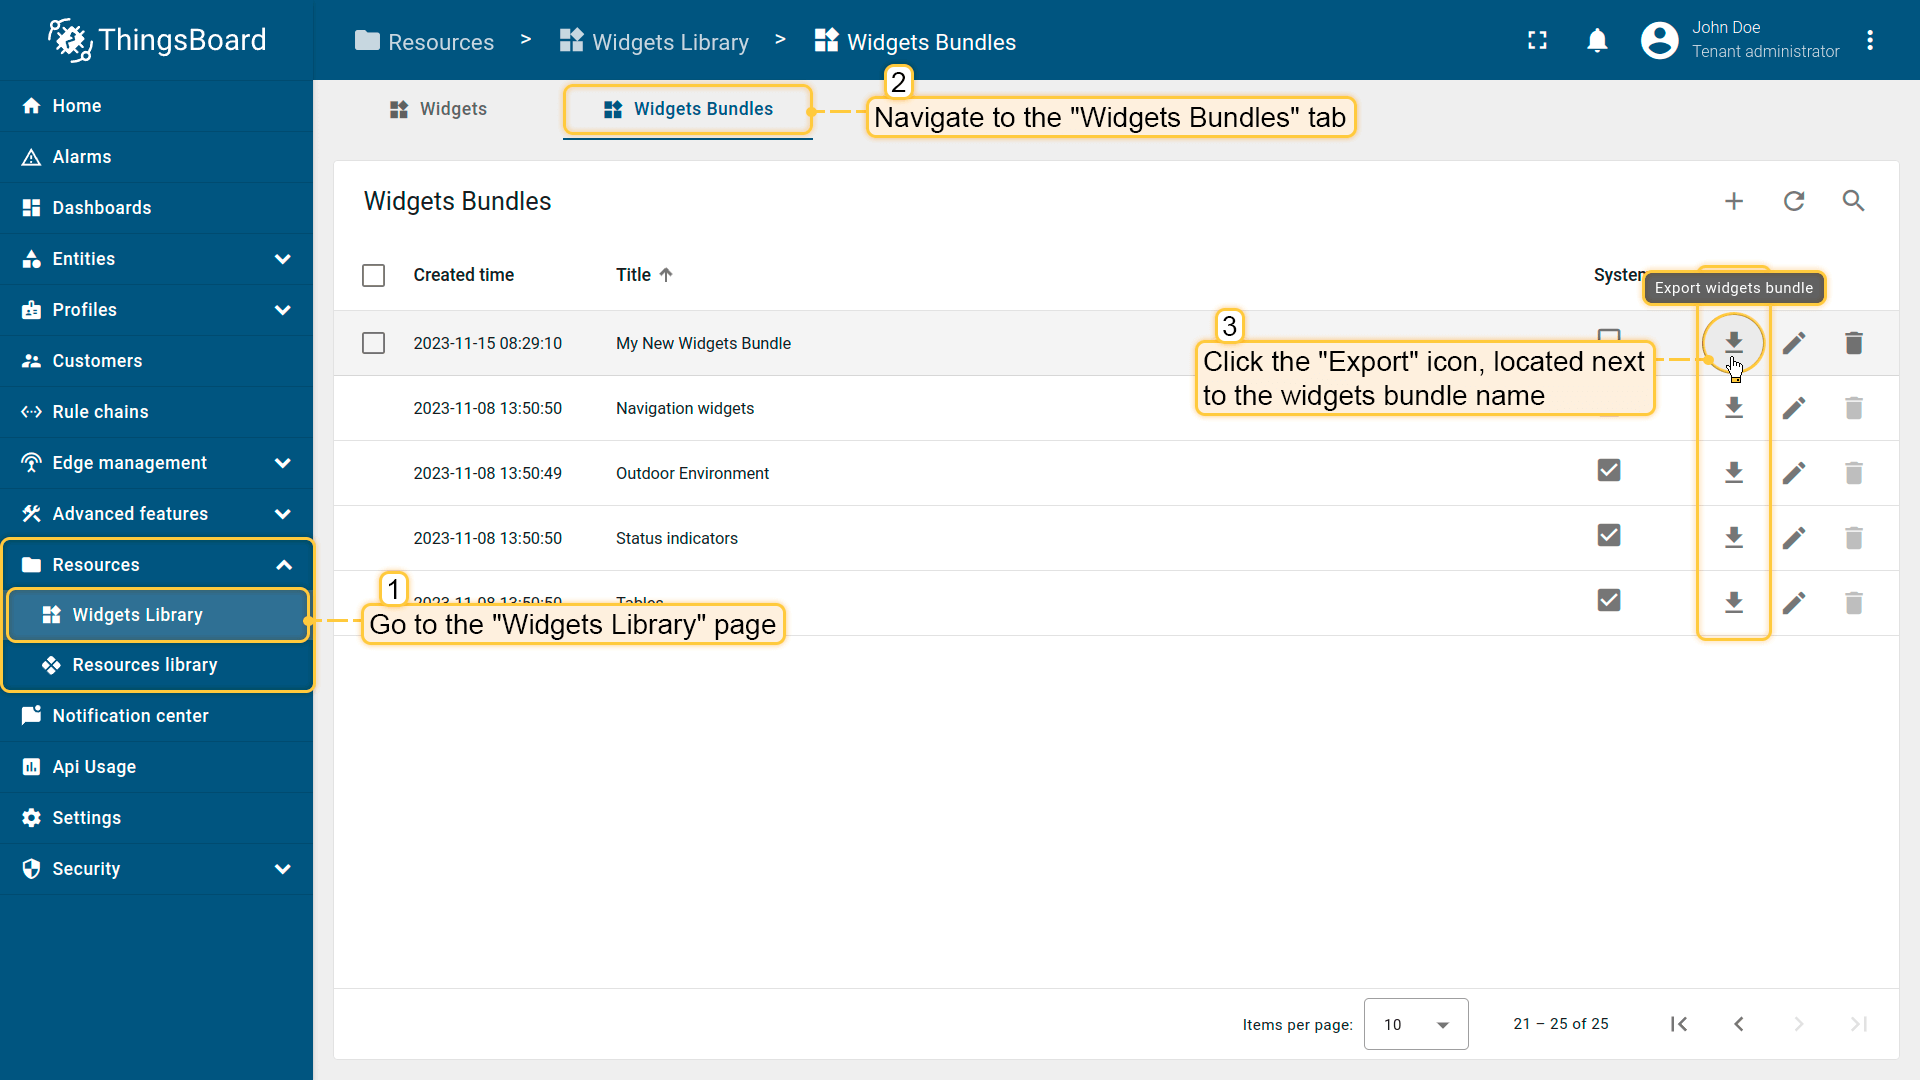 ThingsBoard
Resources > Widgets Library > Widgets Bundles
John Doe
Tenant administrator
Home
Alarms
Dashboards
Entities
Profiles
Customers
Rule chains
Edge management
Advanced features
Resources
Widgets Library
Resources library
Notification center
Api Usage
Settings
Security
Widgets
Widgets Bundles
2
Navigate to the "Widgets Bundles" tab
Widgets Bundles
Created time Title System
Export widgets bundle
2023-11-15 08:29:10 My New Widgets Bundle
3
Click the "Export" icon, located next
to the widgets bundle name
2023-11-08 13:50:50 Navigation widgets
2023-11-08 13:50:49 Outdoor Environment
2023-11-08 13:50:50 Status indicators
2023-11-08 13:50:50 Tables
1
Go to the "Widgets Library" page
Items per page: 10 21 – 25 of 25